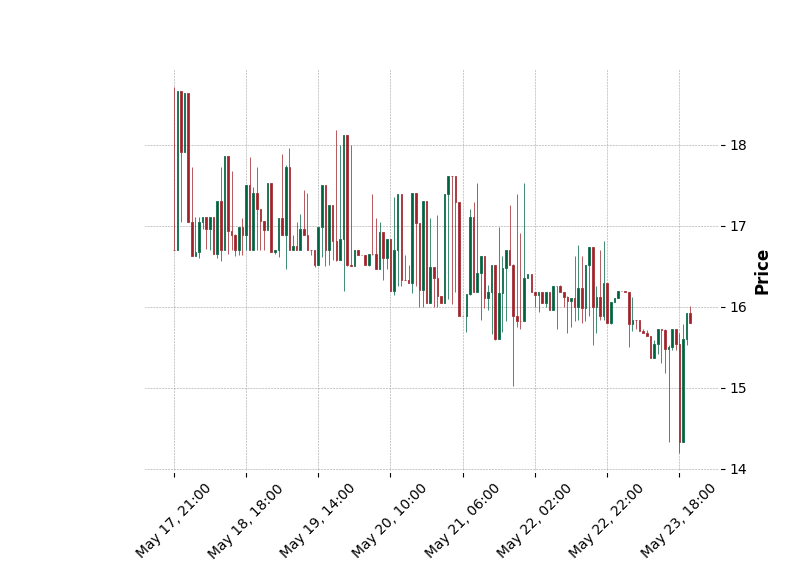 18
17
16
15
14
Price
May 17, 21:00
May 18, 18:00
May 19, 14:00
May 20, 10:00
May 21, 06:00
May 22, 02:00
May 22, 22:00
May 23, 18:00